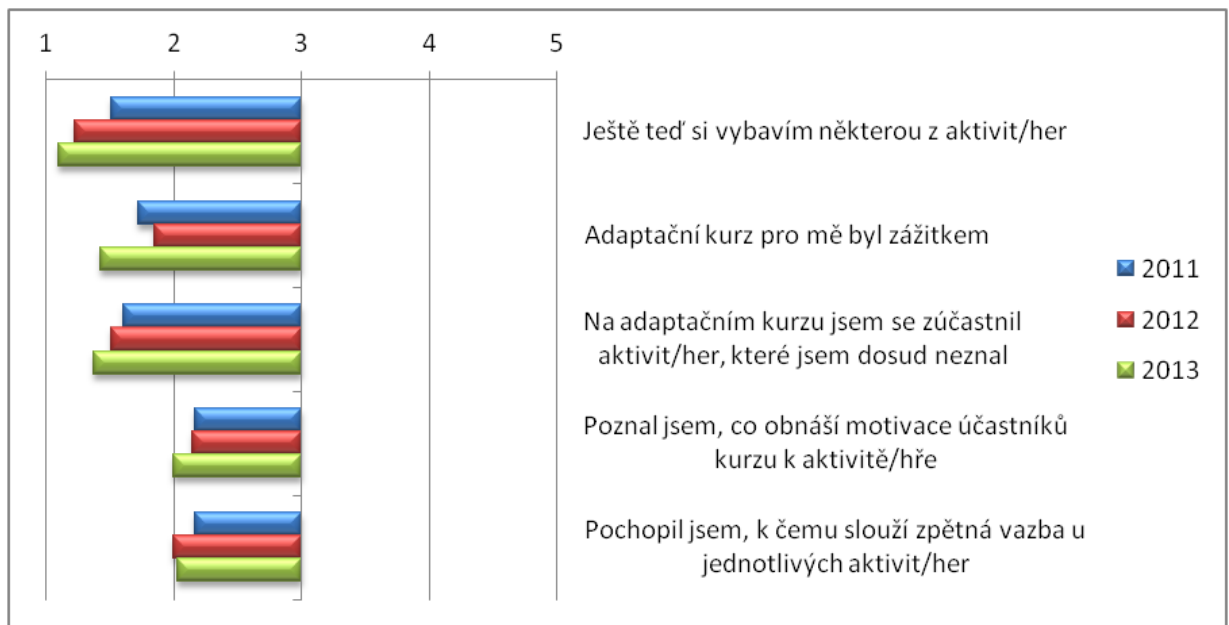 1 2 3 4 5
Ještě teď si vybavím některou z aktivit/her
Adaptační kurz pro mě byl zážitkem
Na adaptačním kurzu jsem se zúčastnil
aktivit/her, které jsem dosud neznal
Poznal jsem, co obnáší motivace účastníků
kurzu k aktivitě/hře
Pochopil jsem, k čemu slouží zpětná vazba u
jednotlivých aktivit/her
2011
2012
2013